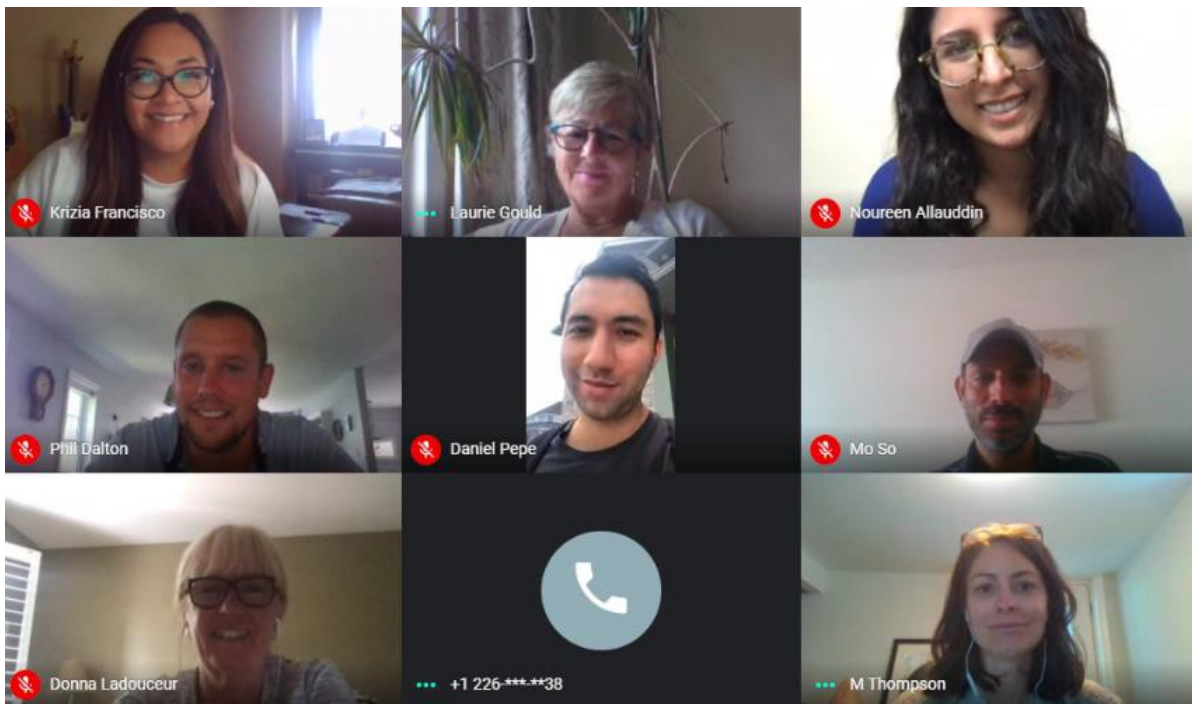 Krizia Francisco
Laurie Gould
Noureen Allauddin
Phil Dalton
Daniel Pepe
Mo So
Donna Ladouceur
+1 226-***-**38
M Thompson